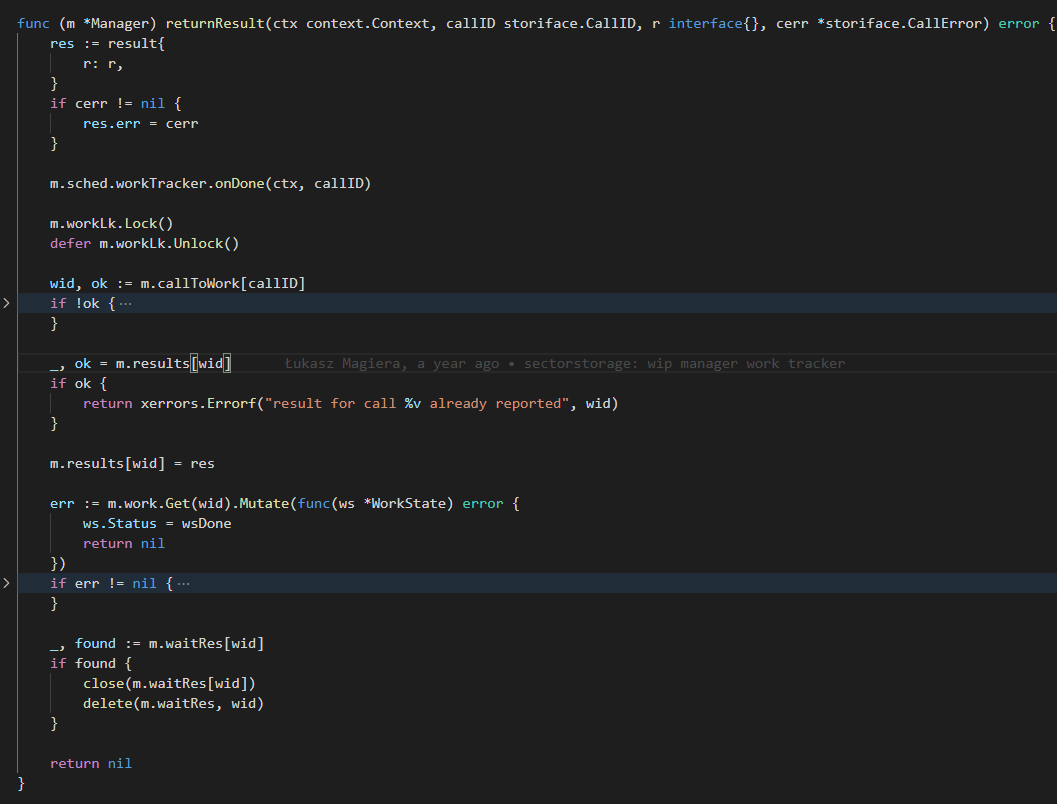 func (m *Manager) returnResult(ctx context.Context, callID storiface.CallID, r interface{}, cerr *storiface.CallError) error {
    res := result{
        r: r,
    }
    if cerr != nil {
        res.err = cerr
    }

    m.sched.workTracker.onDone(ctx, callID)

    m.workLk.Lock()
    defer m.workLk.Unlock()

    wid, ok := m.callToWork[callID]
    if !ok { ···
    }

    _, ok = m.results[wid]    Łukasz Magiera, a year ago • sectorstorage: wip manager work tracker
    if ok {
        return xerrors.Errorf("result for call %v already reported", wid)
    }

    m.results[wid] = res

    err := m.work.Get(wid).Mutate(func(ws *WorkState) error {
        ws.Status = wsDone
        return nil
    })
    if err != nil { ···
    }

    _, found := m.waitRes[wid]
    if found {
        close(m.waitRes[wid])
        delete(m.waitRes, wid)
    }

    return nil
}